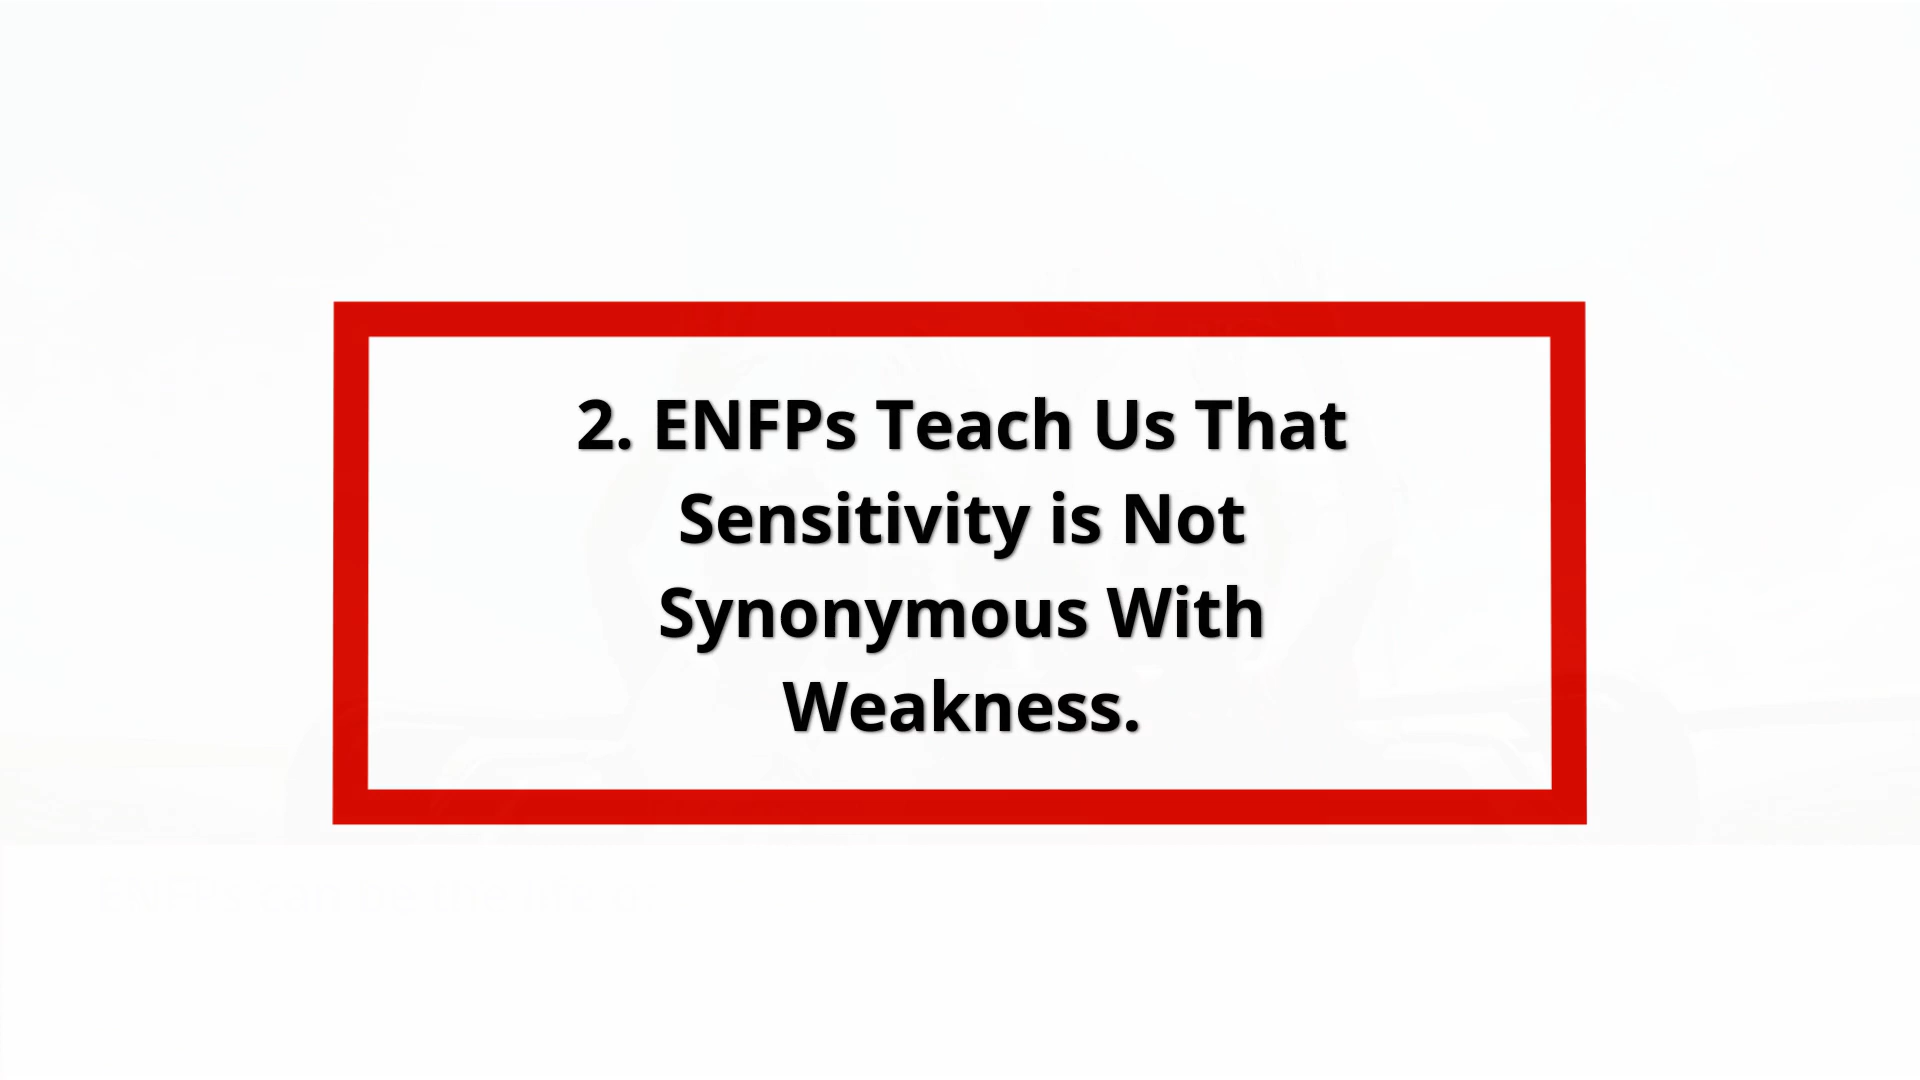 2. ENFPs Teach Us That
Sensitivity is Not
Synonymous With
Weakness.